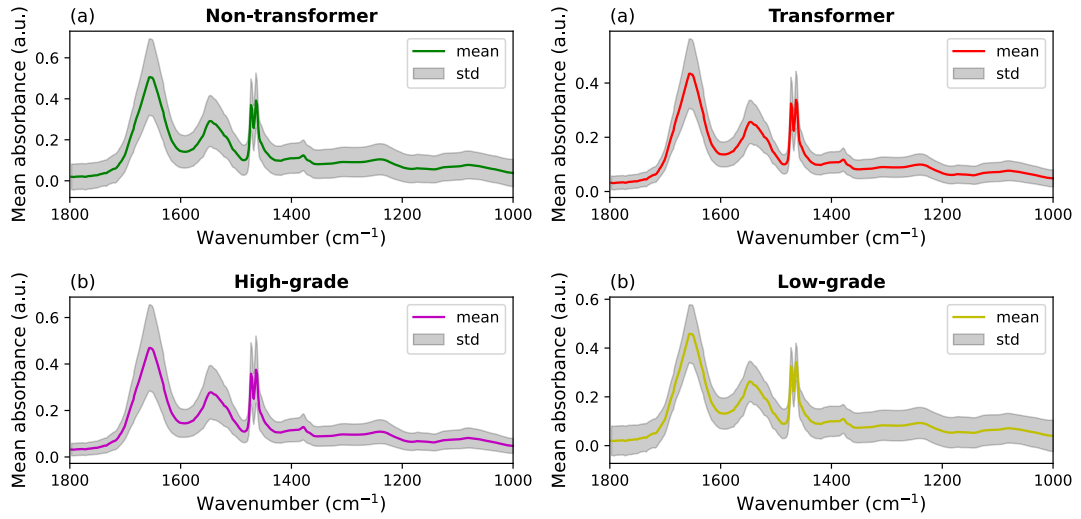 (a) Non-transformer
Mean absorbance (a.u.)
0.6
0.4
0.2
0.0
mean
std
1800 1600 1400 1200 1000
Wavenumber (cm⁻¹)
(a) Transformer
Mean absorbance (a.u.)
0.4
0.2
0.0
mean
std
1800 1600 1400 1200 1000
Wavenumber (cm⁻¹)
(b) High-grade
Mean absorbance (a.u.)
0.6
0.4
0.2
0.0
mean
std
1800 1600 1400 1200 1000
Wavenumber (cm⁻¹)
(b) Low-grade
Mean absorbance (a.u.)
0.6
0.4
0.2
0.0
mean
std
1800 1600 1400 1200 1000
Wavenumber (cm⁻¹)